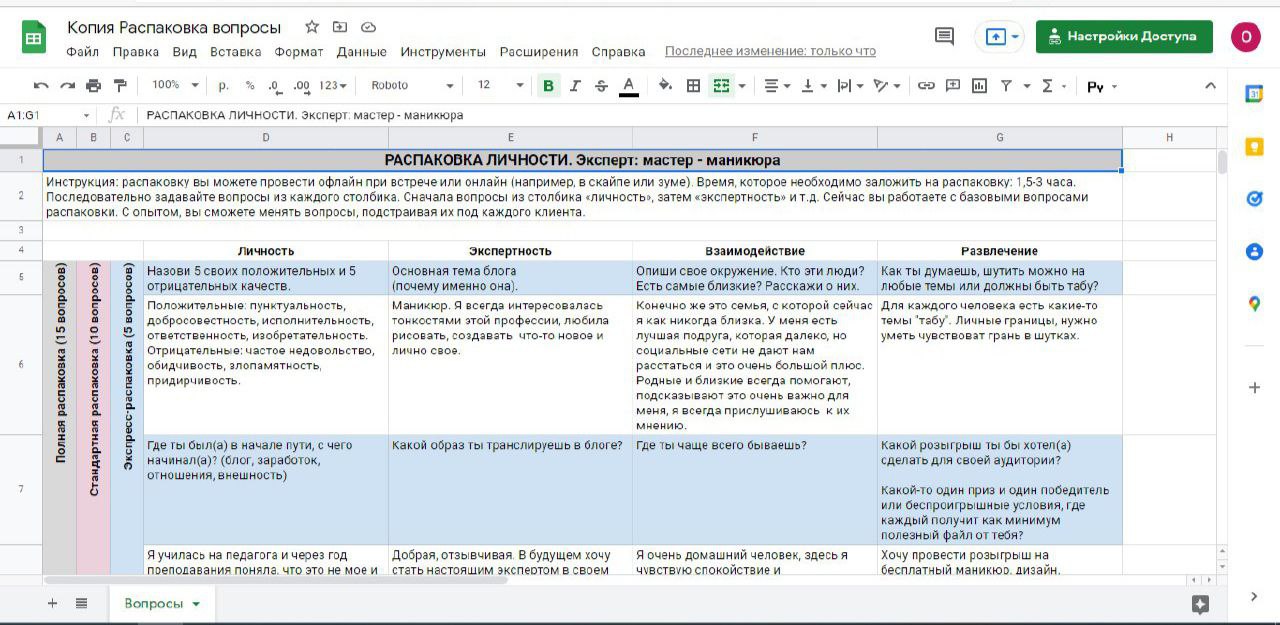 Копия Распаковка вопросы
Файл Правка Вид Вставка Формат Данные Инструменты Расширения Справка Последнее изменение: только что
Настройки Доступа
О
100% р. % .0 .00 123 Roboto 12 B I S A Σ Ру
A1:G1 fx РАСПАКОВКА ЛИЧНОСТИ. Эксперт: мастер - маникюра
A B C D E F G H
1 РАСПАКОВКА ЛИЧНОСТИ. Эксперт: мастер - маникюра
Инструкция: распаковку вы можете провести офлайн при встрече или онлайн (например, в скайпе или зуме). Время, которое необходимо заложить на распаковку: 1,5-3 часа.
2 Последовательно задавайте вопросы из каждого столбика. Сначала вопросы из столбика «личность», затем «экспертность» и т.д. Сейчас вы работаете с базовыми вопросами
распаковки. С опытом, вы сможете менять вопросы, подстраивая их под каждого клиента.
3
4 Личность Экспертность Взаимодействие Развлечение
Полная распаковка (15 вопросов)
Стандартная распаковка (10 вопросов)
Экспресс-распаковка (5 вопросов)
5
Назови 5 своих положительных и 5
отрицательных качеств.
Основная тема блога
(почему именно она).
Опиши свое окружение. Кто эти люди?
Есть самые близкие? Расскажи о них.
Как ты думаешь, шутить можно на
любые темы или должны быть табу?
6
Положительные: пунктуальность,
добросовестность, исполнительность,
ответственность, изобретательность.
Отрицательные: частое недовольство,
обидчивость, злопамятность,
придирчивость.
Маникюр. Я всегда интересовалась
тонкостями этой профессии, любила
рисовать, создавать что-то новое и
лично свое.
Конечно же это семья, с которой сейчас
я как никогда близка. У меня есть
лучшая подруга, которая далеко, но
социальные сети не дают нам
расстаться и это очень большой плюс.
Родные и близкие всегда помогают,
подсказывают это очень важно для
меня, я всегда прислушиваюсь к их
мнению.
Для каждого человека есть какие-то
темы "табу". Личные границы, нужно
уметь чувствоват грань в шутках.
7
Где ты был(а) в начале пути, с чего
начинал(а)? (блог, заработок,
отношения, внешность)
Какой образ ты транслируешь в блоге?
Где ты чаще всего бываешь?
Какой розыгрыш ты бы хотел(а)
сделать для своей аудитории?
Какой-то один приз и один победитель
или беспроигрышные условия, где
каждый получит как минимум
полезный файл от тебя?
Я училась на педагога и через год
преподавания поняла, что это не мое и
Добрая, отзывчивая. В будущем хочу
стать настоящим экспертом в своем
Я очень домашний человек, здесь я
чувствую спокойствие и
Хочу провести розыгрыш на
бесплатный маникюр, дизайн,
Вопросы
31